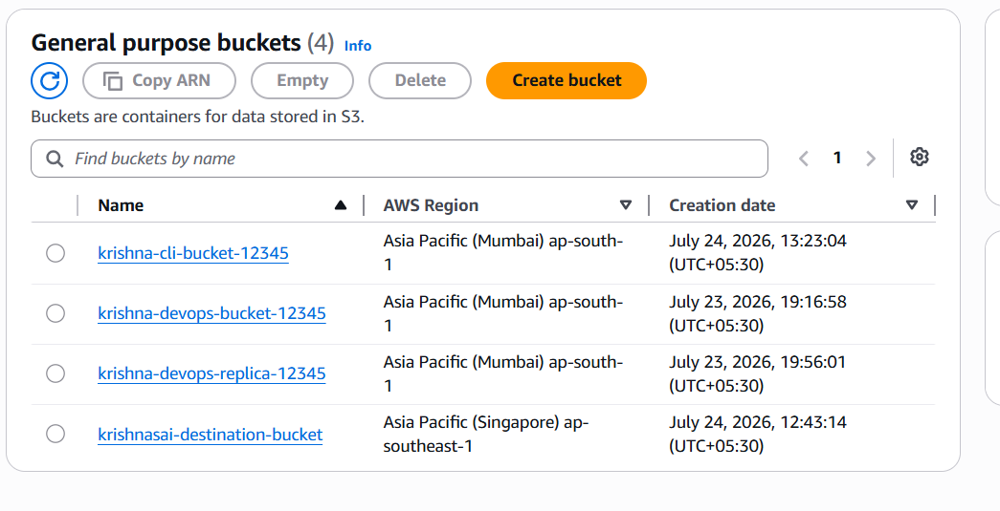 General purpose buckets (4) Info
Copy ARN Empty Delete Create bucket
Buckets are containers for data stored in S3.
Find buckets by name 1
Name AWS Region Creation date
krishna-cli-bucket-12345 Asia Pacific (Mumbai) ap-south-1 July 24, 2026, 13:23:04 (UTC+05:30)
krishna-devops-bucket-12345 Asia Pacific (Mumbai) ap-south-1 July 23, 2026, 19:16:58 (UTC+05:30)
krishna-devops-replica-12345 Asia Pacific (Mumbai) ap-south-1 July 23, 2026, 19:56:01 (UTC+05:30)
krishnasai-destination-bucket Asia Pacific (Singapore) ap-southeast-1 July 24, 2026, 12:43:14 (UTC+05:30)